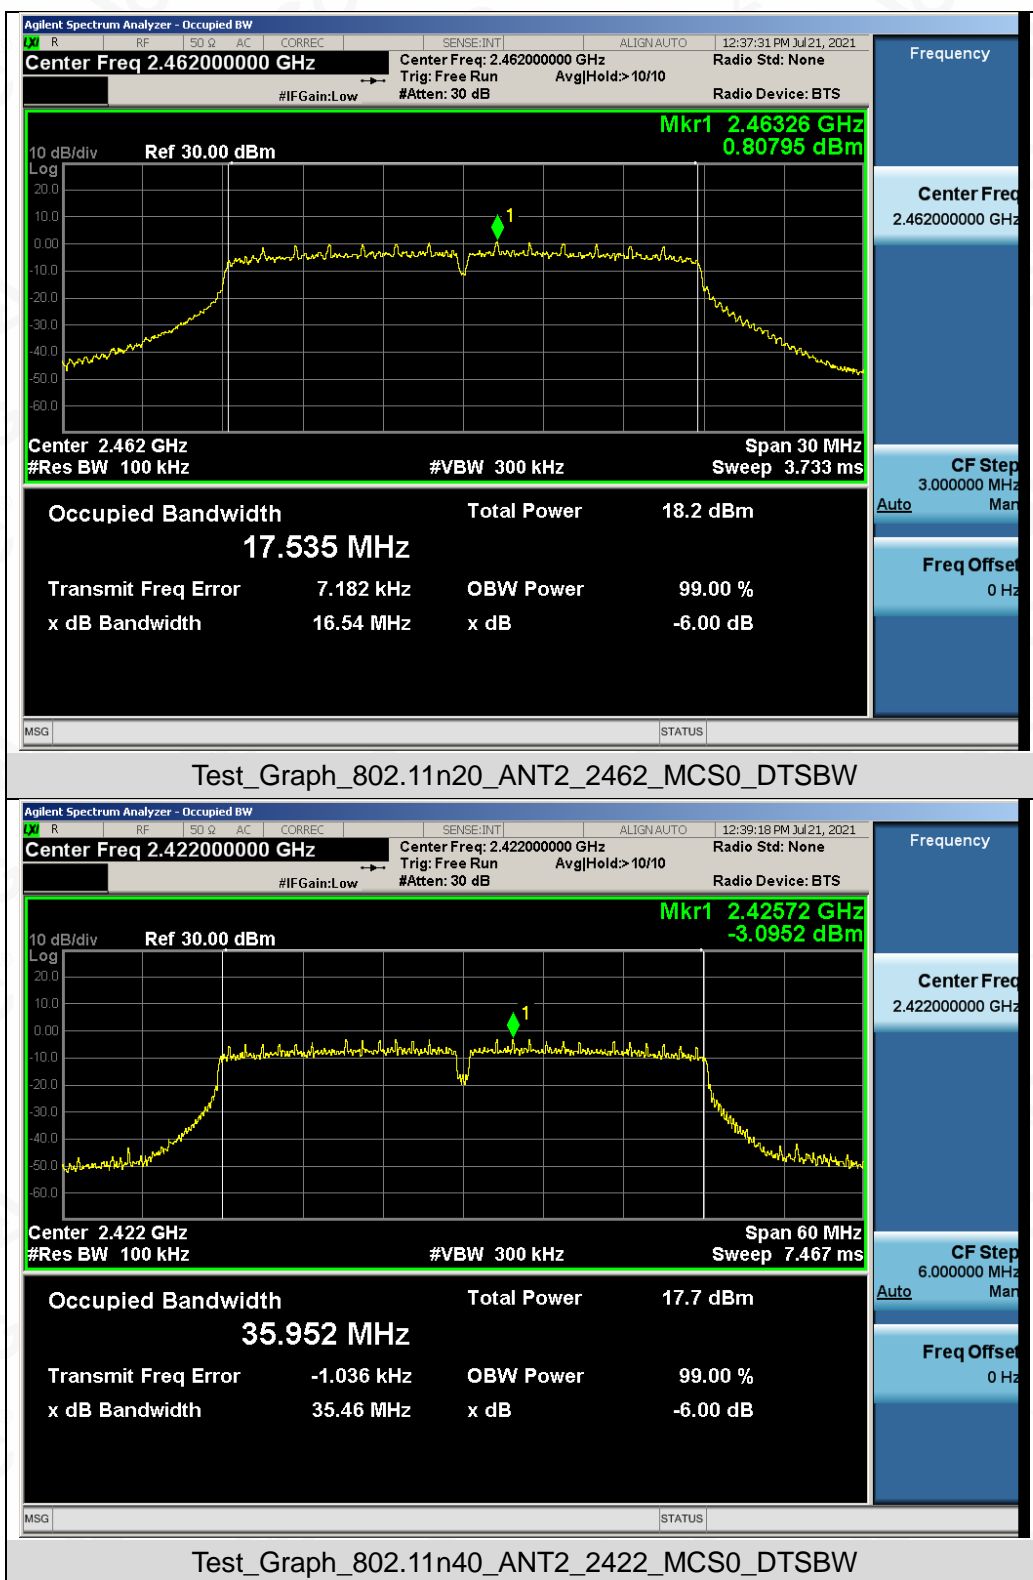 Agilent Spectrum Analyzer - Occupied BW
LXI R RF 50 Ω AC CORREC SENSE:INT ALIGN AUTO 12:37:31 PM Jul 21, 2021
Center Freq 2.462000000 GHz
Center Freq: 2.462000000 GHz Radio Std: None
Trig: Free Run Avg|Hold:> 10/10
#IFGain:Low #Atten: 30 dB Radio Device: BTS
Frequency
Mkr1 2.46326 GHz
0.80795 dBm
10 dB/div Ref 30.00 dBm
Log
20.0
10.0
0.00
-10.0
-20.0
-30.0
-40.0
-50.0
-60.0
1
Center 2.462 GHz Span 30 MHz
#Res BW 100 kHz #VBW 300 kHz Sweep 3.733 ms
Center Freq
2.462000000 GHz
CF Step
3.000000 MHz
Auto Man
Freq Offset
0 Hz
Occupied Bandwidth Total Power 18.2 dBm
17.535 MHz
Transmit Freq Error 7.182 kHz OBW Power 99.00 %
x dB Bandwidth 16.54 MHz x dB -6.00 dB
MSG STATUS
Test_Graph_802.11n20_ANT2_2462_MCS0_DTSBW
Agilent Spectrum Analyzer - Occupied BW
LXI R RF 50 Ω AC CORREC SENSE:INT ALIGN AUTO 12:39:18 PM Jul 21, 2021
Center Freq 2.422000000 GHz
Center Freq: 2.422000000 GHz Radio Std: None
Trig: Free Run Avg|Hold:> 10/10
#IFGain:Low #Atten: 30 dB Radio Device: BTS
Frequency
Mkr1 2.42572 GHz
-3.0952 dBm
10 dB/div Ref 30.00 dBm
Log
20.0
10.0
0.00
-10.0
-20.0
-30.0
-40.0
-50.0
-60.0
1
Center 2.422 GHz Span 60 MHz
#Res BW 100 kHz #VBW 300 kHz Sweep 7.467 ms
Center Freq
2.422000000 GHz
CF Step
6.000000 MHz
Auto Man
Freq Offset
0 Hz
Occupied Bandwidth Total Power 17.7 dBm
35.952 MHz
Transmit Freq Error -1.036 kHz OBW Power 99.00 %
x dB Bandwidth 35.46 MHz x dB -6.00 dB
MSG STATUS
Test_Graph_802.11n40_ANT2_2422_MCS0_DTSBW